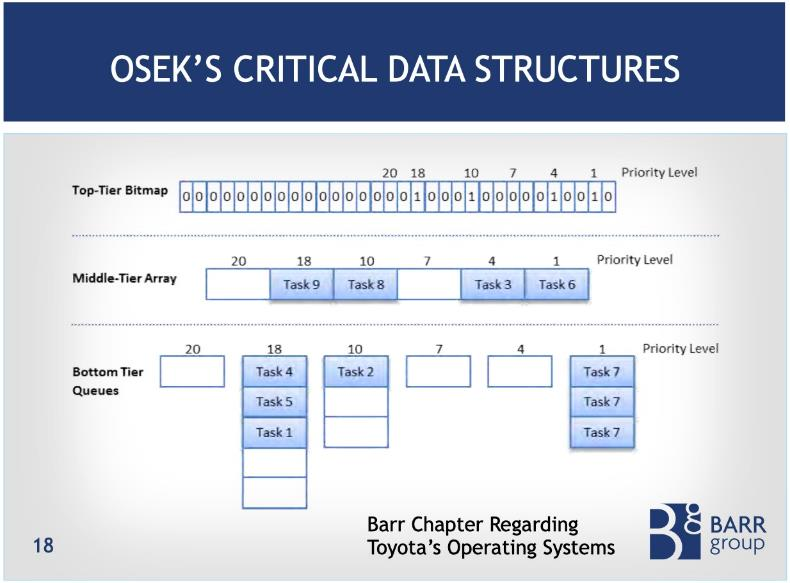 OSEK'S CRITICAL DATA STRUCTURES
20 18 10 7 4 1 Priority Level
Top-Tier Bitmap 0 0 0 0 0 0 0 0 0 0 0 0 0 0 0 0 0 1 0 0 0 1 0 0 0 0 0 1 0 0 1 0
20 18 10 7 4 1 Priority Level
Middle-Tier Array Task 9 Task 8 Task 3 Task 6
20 18 10 7 4 1 Priority Level
Bottom Tier Task 4 Task 2 Task 7
Queues Task 5 Task 7
Task 1 Task 7
Barr Chapter Regarding
Toyota's Operating Systems
18
Bg BARR
group